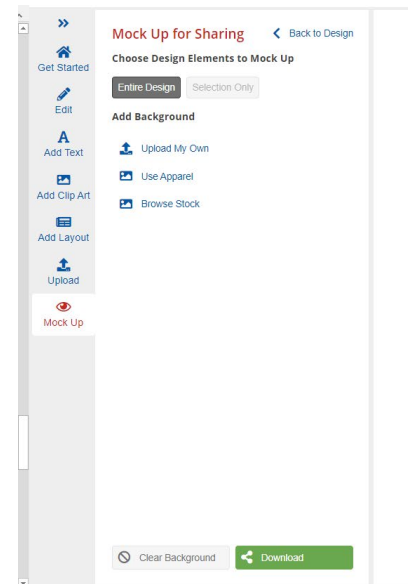 Get Started
Edit
Add Text
Add Clip Art
Add Layout
Upload
Mock Up
Mock Up for Sharing
Back to Design
Choose Design Elements to Mock Up
Entire Design
Selection Only
Add Background
Upload My Own
Use Apparel
Browse Stock
Clear Background
Download